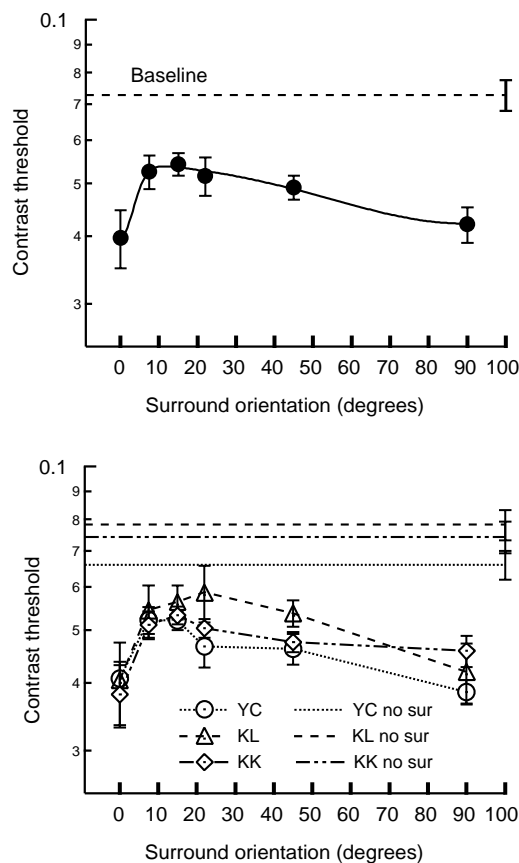 0.1
9
8
Baseline
7
6
5
4
3
Contrast threshold
0 10 20 30 40 50 60 70 80 90 100
Surround orientation (degrees)
0.1
9
8
7
6
5
4
3
Contrast threshold
YC YC no sur
KL KL no sur
KK KK no sur
0 10 20 30 40 50 60 70 80 90 100
Surround orientation (degrees)